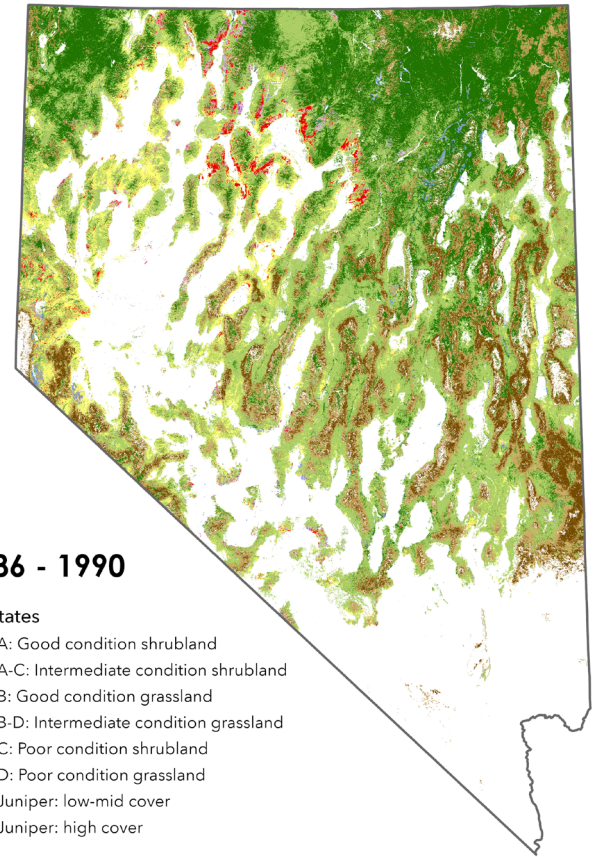 86 - 1990
tates
A: Good condition shrubland
A-C: Intermediate condition shrubland
B: Good condition grassland
B-D: Intermediate condition grassland
C: Poor condition shrubland
D: Poor condition grassland
Juniper: low-mid cover
Juniper: high cover